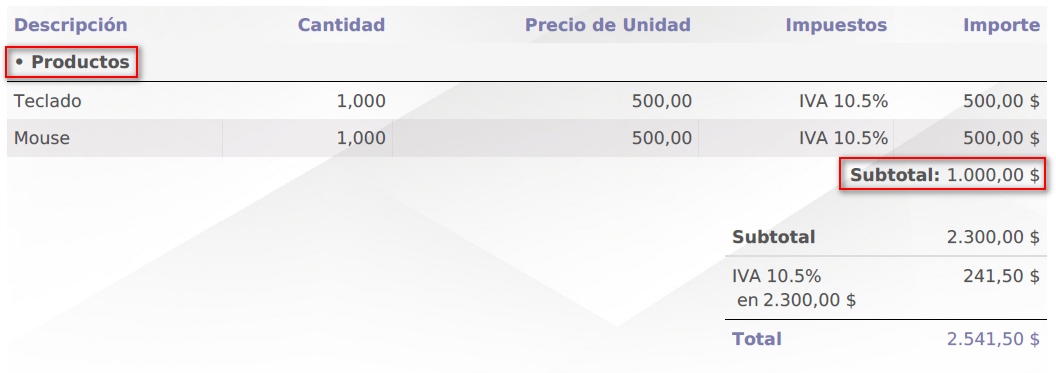 Descripción Cantidad Precio de Unidad Impuestos Importe
• Productos
Teclado 1,000 500,00 IVA 10.5% 500,00 $
Mouse 1,000 500,00 IVA 10.5% 500,00 $
Subtotal: 1.000,00 $
Subtotal 2.300,00 $
IVA 10.5% 241,50 $
en 2.300,00 $
Total 2.541,50 $